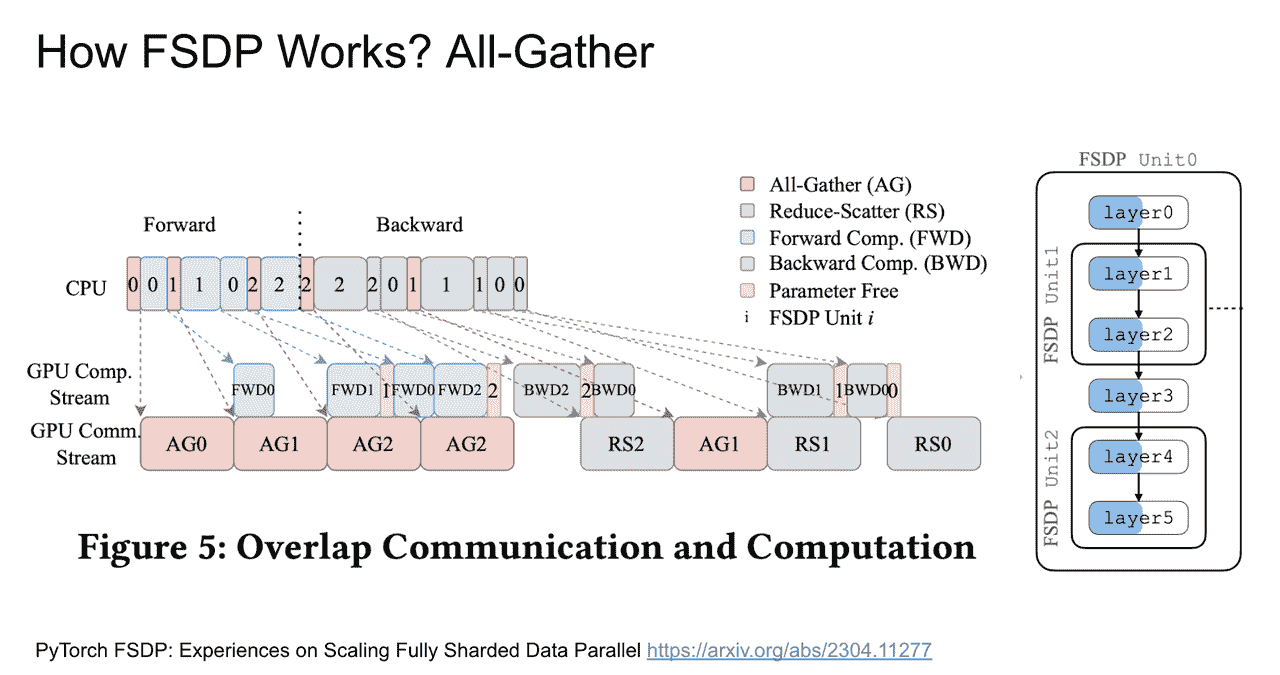 How FSDP Works? All-Gather
All-Gather (AG)
Reduce-Scatter (RS)
Forward Comp. (FWD)
Backward Comp. (BWD)
Parameter Free
i FSDP Unit i
Forward
Backward
CPU
0 0 1 1 0 2 2 2 2 2 0 1 1 1 0 0
GPU Comp.
Stream
FWD0 FWD1 1 FWD0 FWD2 2 BWD2 2 BWD0 BWD1 1 BWD0 0
GPU Comm.
Stream
AG0 AG1 AG2 AG2 RS2 AG1 RS1 RS0
FSDP Unit0
layer0
FSDP Unit1
layer1
layer2
layer3
FSDP Unit2
layer4
layer5
Figure 5: Overlap Communication and Computation
PyTorch FSDP: Experiences on Scaling Fully Sharded Data Parallel https://arxiv.org/abs/2304.11277